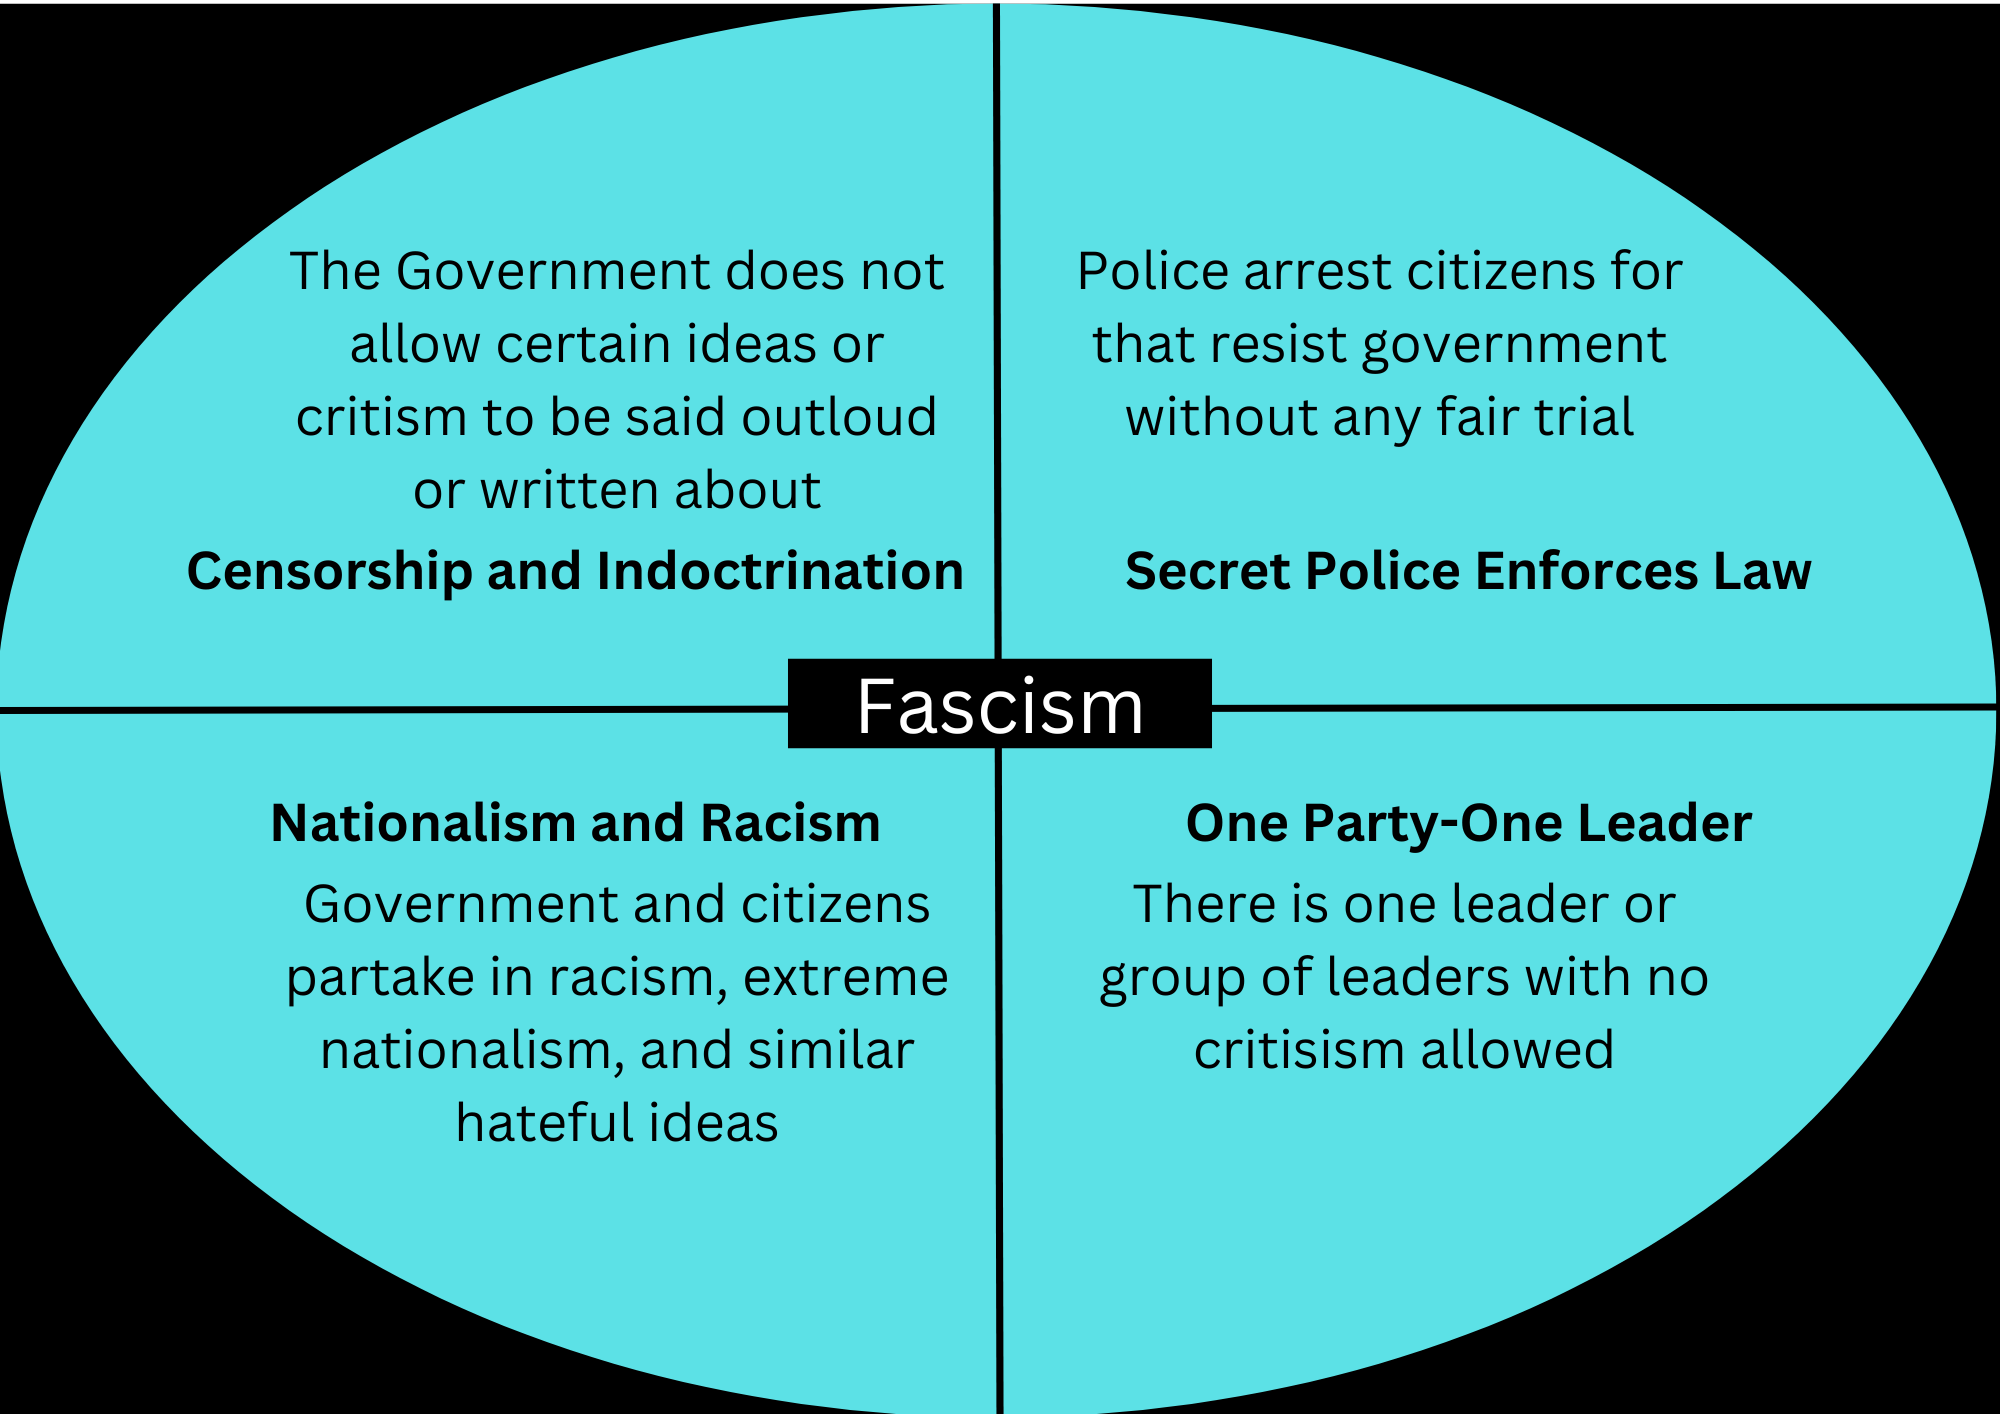 The Government does not
allow certain ideas or
critism to be said outloud
or written about
Censorship and Indoctrination
Police arrest citizens for
that resist government
without any fair trial
Secret Police Enforces Law
Fascism
Nationalism and Racism
Government and citizens
partake in racism, extreme
nationalism, and similar
hateful ideas
One Party-One Leader
There is one leader or
group of leaders with no
critisism allowed